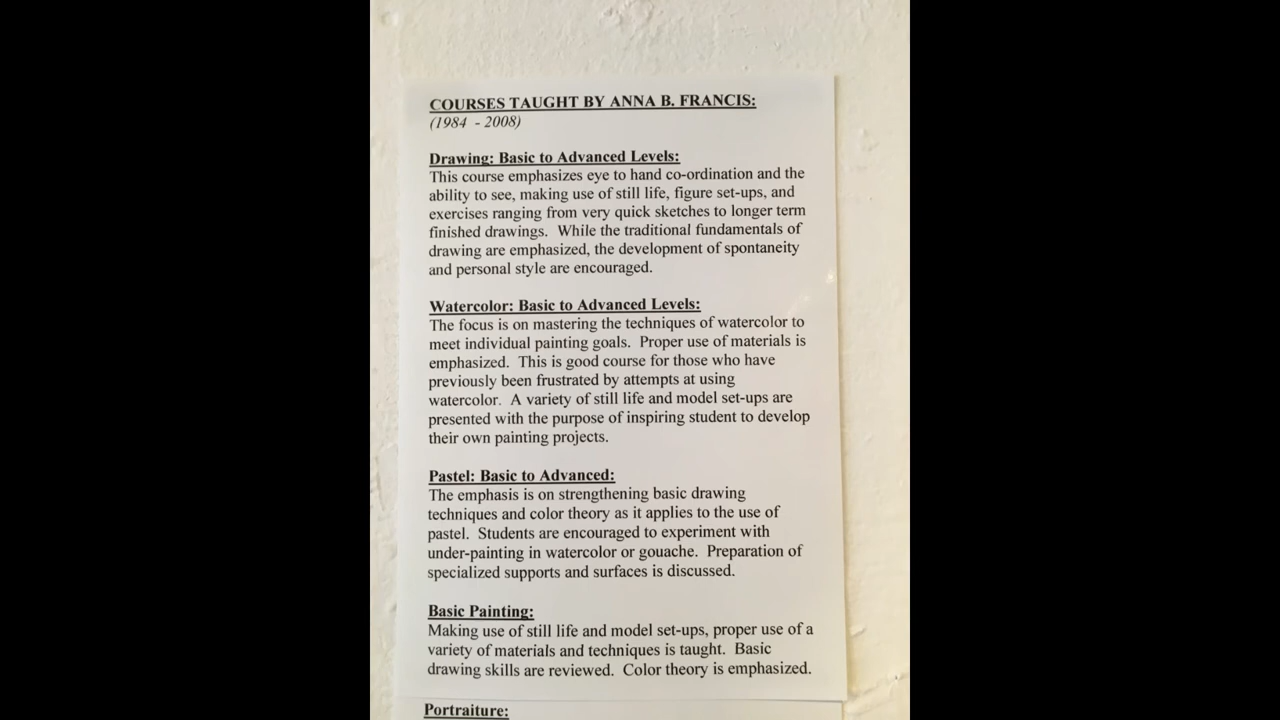 COURSES TAUGHT BY ANNA B. FRANCIS:
(1984 - 2008)
Drawing: Basic to Advanced Levels:
This course emphasizes eye to hand co-ordination and the
ability to see, making use of still life, figure set-ups, and
exercises ranging from very quick sketches to longer term
finished drawings. While the traditional fundamentals of
drawing are emphasized, the development of spontaneity
and personal style are encouraged.
Watercolor: Basic to Advanced Levels:
The focus is on mastering the techniques of watercolor to
meet individual painting goals. Proper use of materials is
emphasized. This is good course for those who have
previously been frustrated by attempts at using
watercolor. A variety of still life and model set-ups are
presented with the purpose of inspiring student to develop
their own painting projects.
Pastel: Basic to Advanced:
The emphasis is on strengthening basic drawing
techniques and color theory as it applies to the use of
pastel. Students are encouraged to experiment with
under-painting in watercolor or gouache. Preparation of
specialized supports and surfaces is discussed.
Basic Painting:
Making use of still life and model set-ups, proper use of a
variety of materials and techniques is taught. Basic
drawing skills are reviewed. Color theory is emphasized.
Portraiture: